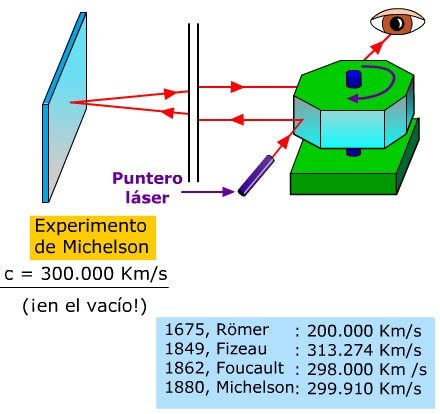 Puntero
láser
Experimento
de Michelson
c = 300.000 Km/s
(¡en el vacío!)
1675, Römer : 200.000 Km/s
1849, Fizeau : 313.274 Km/s
1862, Foucault : 298.000 Km /s
1880, Michelson: 299.910 Km/s